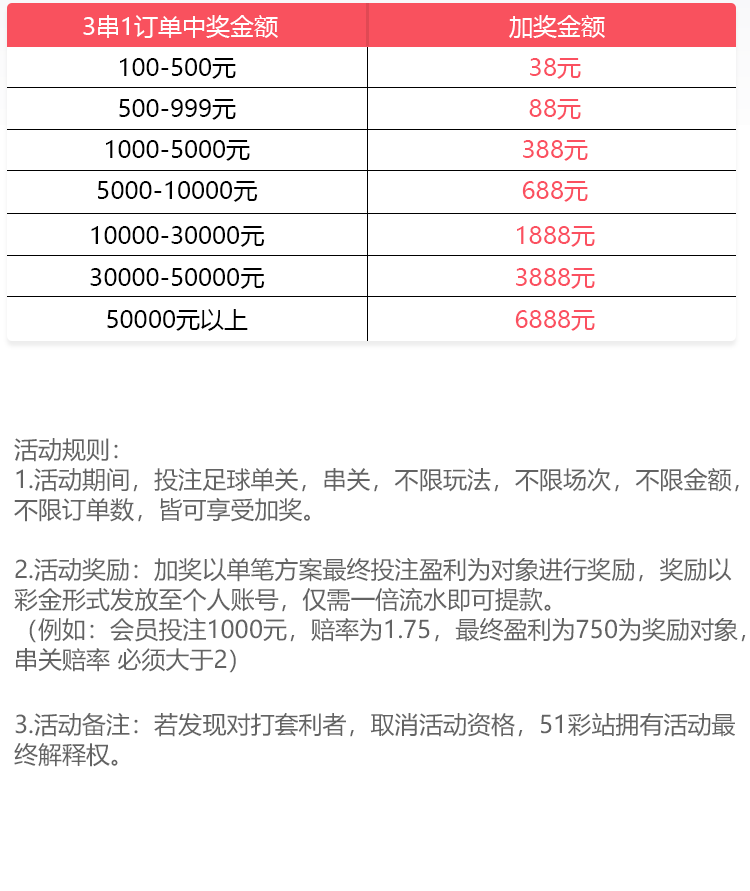 3串1订单中奖金额 加奖金额
100-500元 38元
500-999元 88元
1000-5000元 388元
5000-10000元 688元
10000-30000元 1888元
30000-50000元 3888元
50000元以上 6888元
活动规则：
1.活动期间，投注足球单关，串关，不限玩法，不限场次，不限金额，
不限订单数，皆可享受加奖。
2.活动奖励：加奖以单笔方案最终投注盈利为对象进行奖励，奖励以
彩金形式发放至个人账号，仅需一倍流水即可提款。
（例如：会员投注1000元，赔率为1.75，最终盈利为750为奖励对象，
串关赔率 必须大于2）
3.活动备注：若发现对打套利者，取消活动资格，51彩站拥有活动最
终解释权。